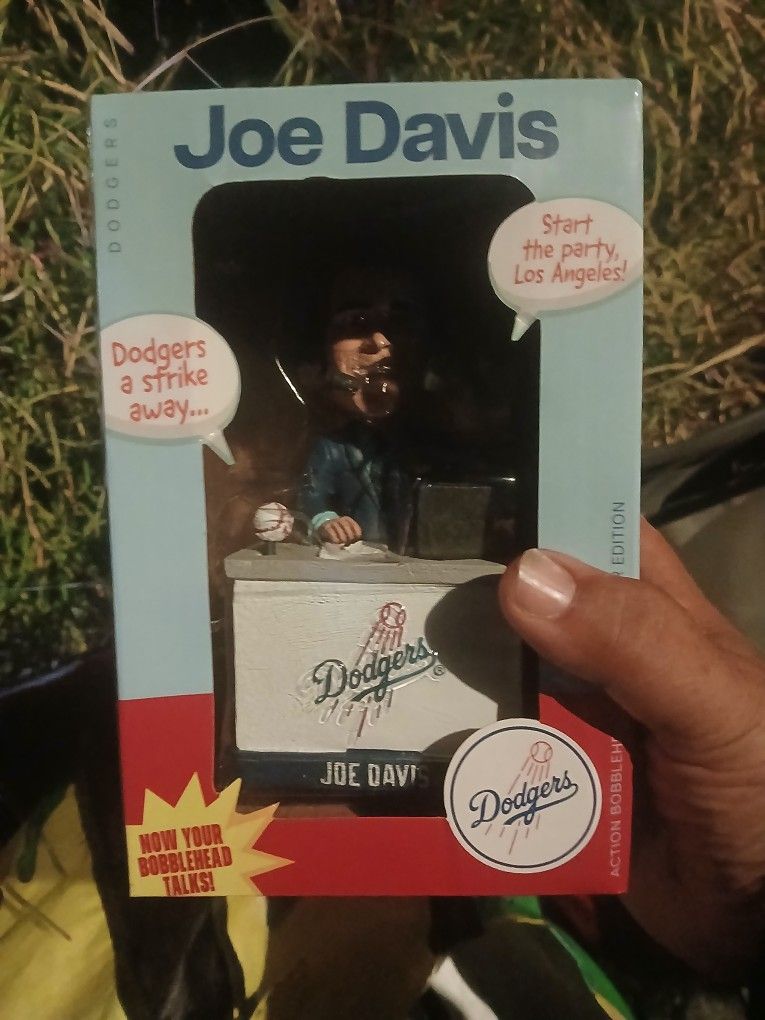 Joe Davis
DODGERS
Start
the party,
Los Angeles!
Dodgers
a strike
away...
EDITION
Dodgers®
JOE DAVIS
Dodgers
NOW YOUR
BOBBLEHEAD
TALKS!
ACTION